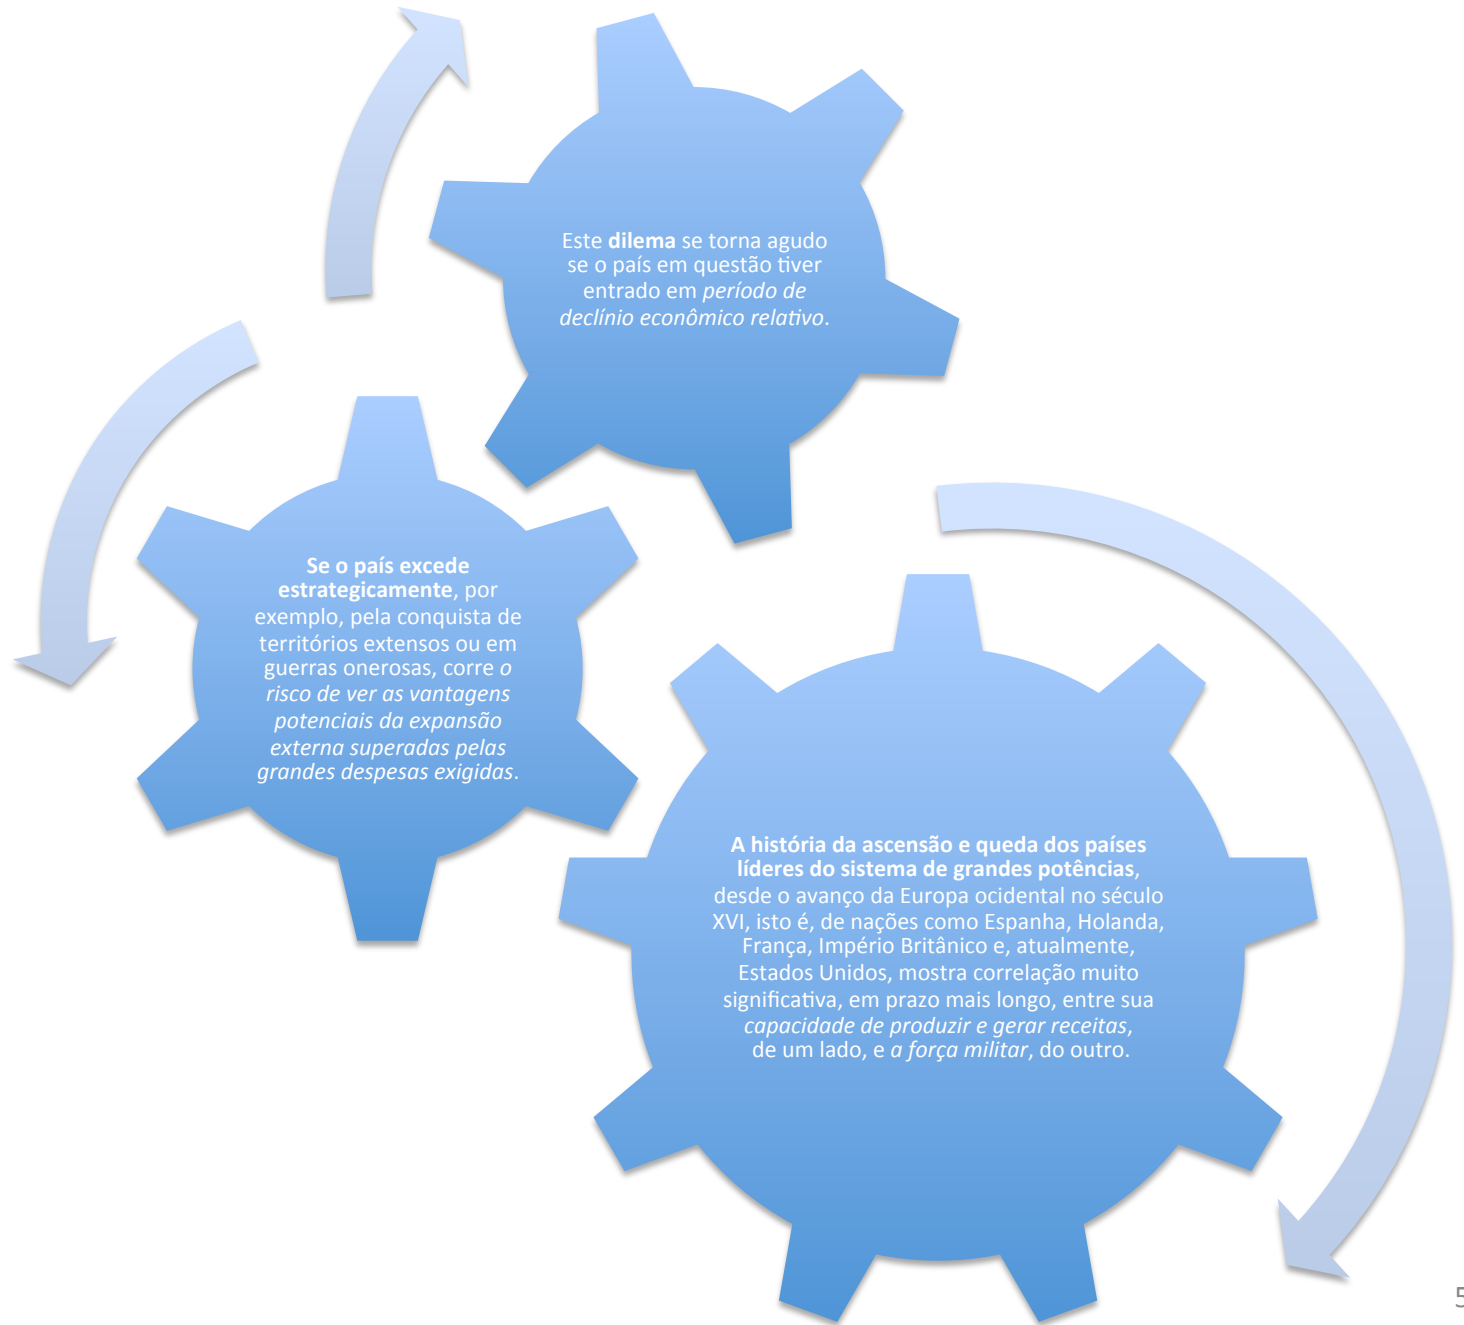 Este dilema se torna agudo
se o país em questão tiver
entrado em período de
declínio econômico relativo.
Se o país excede
estrategicamente, por
exemplo, pela conquista de
territórios extensos ou em
guerras onerosas, corre o
risco de ver as vantagens
potenciais da expansão
externa superadas pelas
grandes despesas exigidas.
A história da ascensão e queda dos países
líderes do sistema de grandes potências,
desde o avanço da Europa ocidental no século
XVI, isto é, de nações como Espanha, Holanda,
França, Império Britânico e, atualmente,
Estados Unidos, mostra correlação muito
significativa, em prazo mais longo, entre sua
capacidade de produzir e gerar receitas,
de um lado, e a força militar, do outro.
5